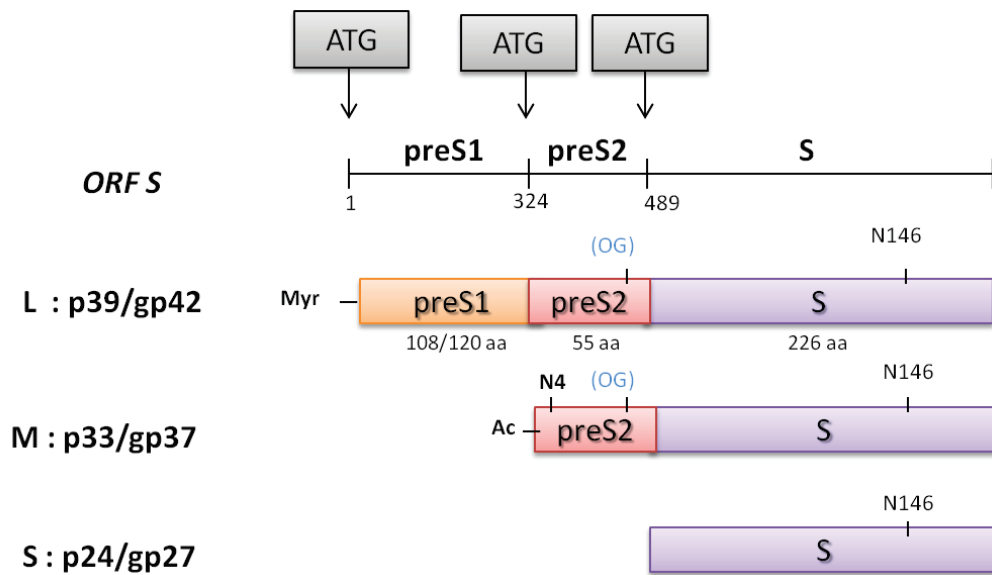 ATG ATG ATG
preS1 preS2 S
ORF S
1 324 489
(OG) N146
L : p39/gp42 Myr preS1 preS2 S
108/120 aa 55 aa 226 aa
N4 (OG) N146
M : p33/gp37 Ac preS2 S
N146
S : p24/gp27 S